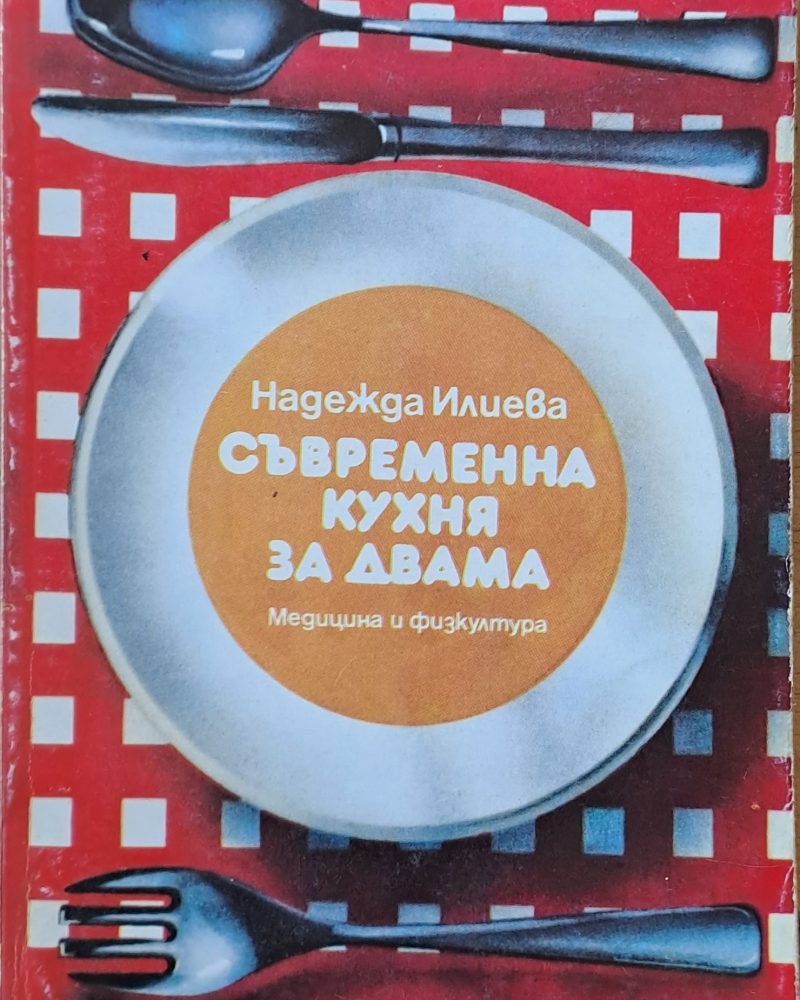 Надежда Илиева
СЪВРЕМЕННА
КУХНЯ
ЗА ДВАМА
Медицина и физкултура